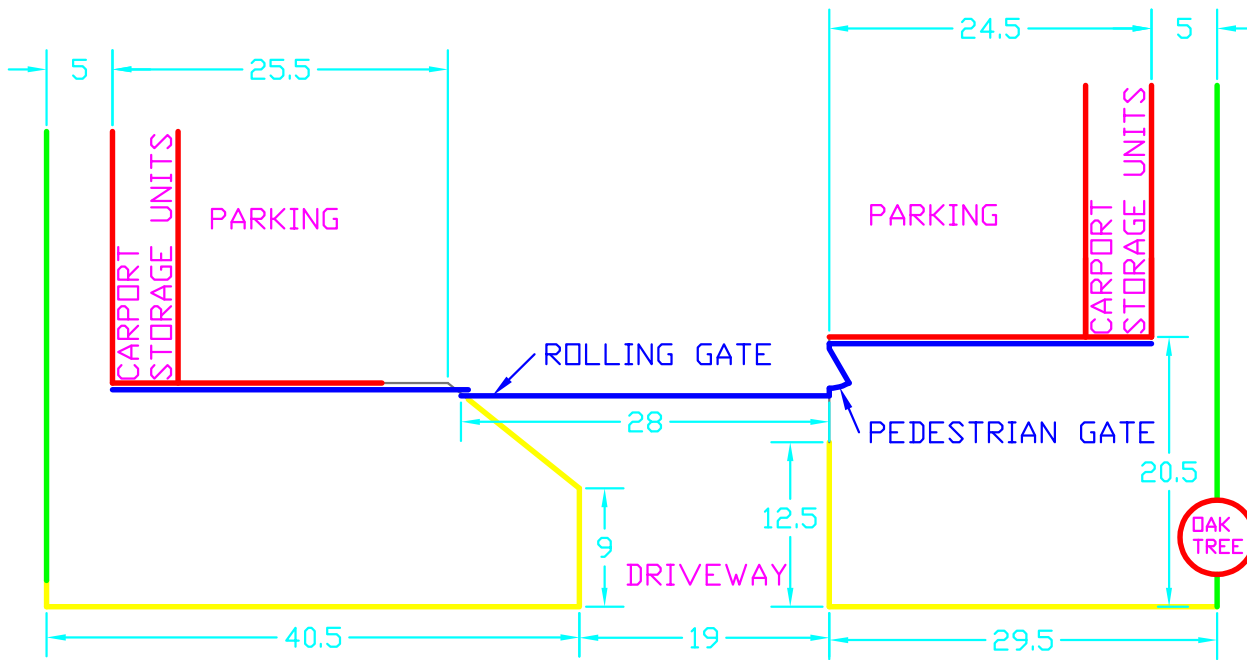 24.5
5
5
25.5
CARPORT
STORAGE UNITS
PARKING
PARKING
CARPORT
STORAGE UNITS
ROLLING GATE
28
PEDESTRIAN GATE
20.5
12.5
9
OAK
TREE
DRIVEWAY
40.5
19
29.5